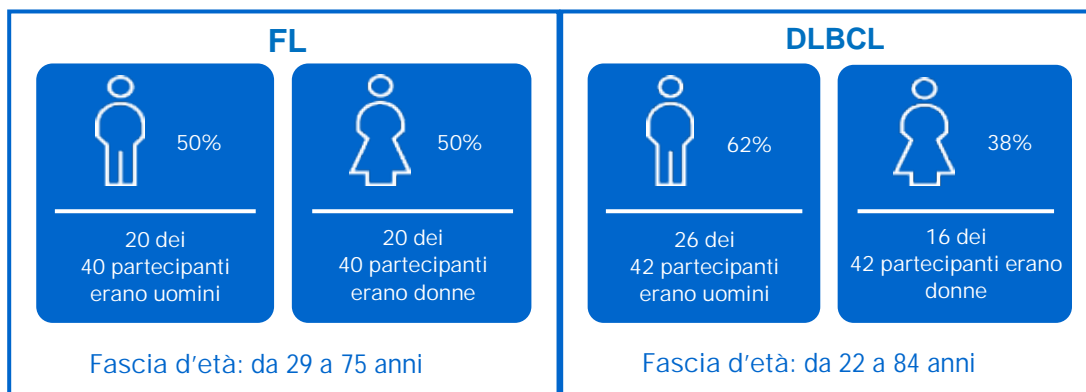 FL
50%
20 dei
40 partecipanti
erano uomini
50%
20 dei
40 partecipanti
erano donne
Fascia d'età: da 29 a 75 anni
DLBCL
62%
26 dei
42 partecipanti
erano uomini
38%
16 dei
42 partecipanti erano
donne
Fascia d'età: da 22 a 84 anni